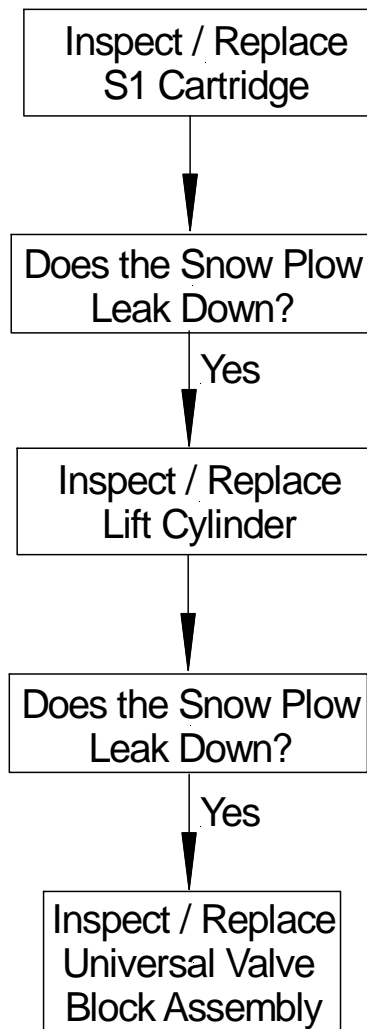 Inspect / Replace
S1 Cartridge
Does the Snow Plow
Leak Down?
Yes
Inspect / Replace
Lift Cylinder
Does the Snow Plow
Leak Down?
Yes
Inspect / Replace
Universal Valve
Block Assembly